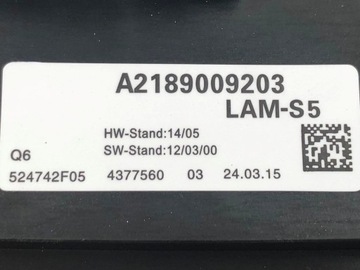 A2189009203
LAM-S5
HW-Stand:14/05
Q6 SW-Stand:12/03/00
524742F05 4377560 03 24.03.15